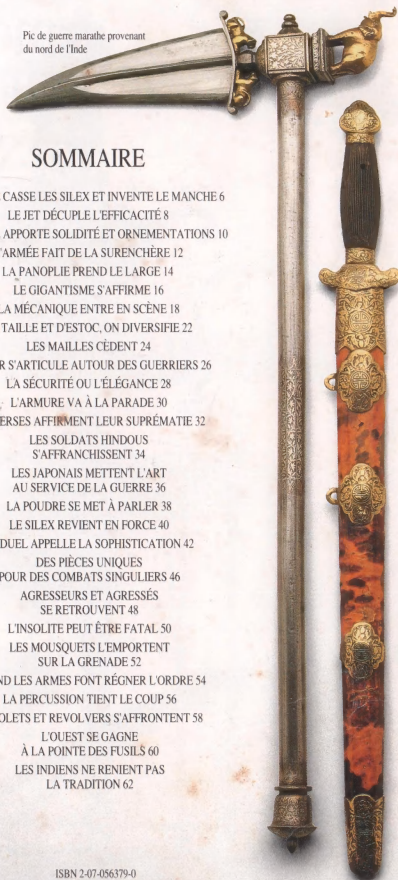 Pic de guerre marathe provenant
du nord de l'Inde
SOMMAIRE
CASSE LES SILEX ET INVENTE LE MANCHE 6
LE JET DÉCUPLE L'EFFICACITÉ 8
APPORTE SOLIDITÉ ET ORNEMENTATIONS 10
'ARMÉE FAIT DE LA SURENCHÈRE 12
LA PANOPLIE PREND LE LARGE 14
LE GIGANTISME S'AFFIRME 16
LA MÉCANIQUE ENTRE EN SCÈNE 18
TAILLE ET D'ESTOC, ON DIVERSIFIE 22
LES MAILLES CÈDENT 24
R S'ARTICULE AUTOUR DES GUERRIERS 26
LA SÉCURITÉ OU L'ÉLÉGANCE 28
L'ARMURE VA À LA PARADE 30
ERSES AFFIRMENT LEUR SUPRÉMATIE 32
LES SOLDATS HINDOUS
S'AFFRANCHISSENT 34
LES JAPONAIS METTENT L'ART
AU SERVICE DE LA GUERRE 36
LA POUDRE SE MET À PARLER 38
LE SILEX REVIENT EN FORCE 40
DUEL APPELLE LA SOPHISTICATION 42
DES PIÈCES UNIQUES
POUR DES COMBATS SINGULIERS 46
AGRESSEURS ET AGRESSÉS
SE RETROUVENT 48
L'INSOLITE PEUT ÊTRE FATAL 50
LES MOUSQUETS L'EMPORTENT
SUR LA GRENADE 52
ND LES ARMES FONT RÉGNER L'ORDRE 54
LA PERCUSSION TIENT LE COUP 56
OLETS ET REVOLVERS S'AFFRONTENT 58
L'OUEST SE GAGNE
À LA POINTE DES FUSILS 60
LES INDIENS NE RENIENT PAS
LA TRADITION 62
ISBN 2-07-056379-0